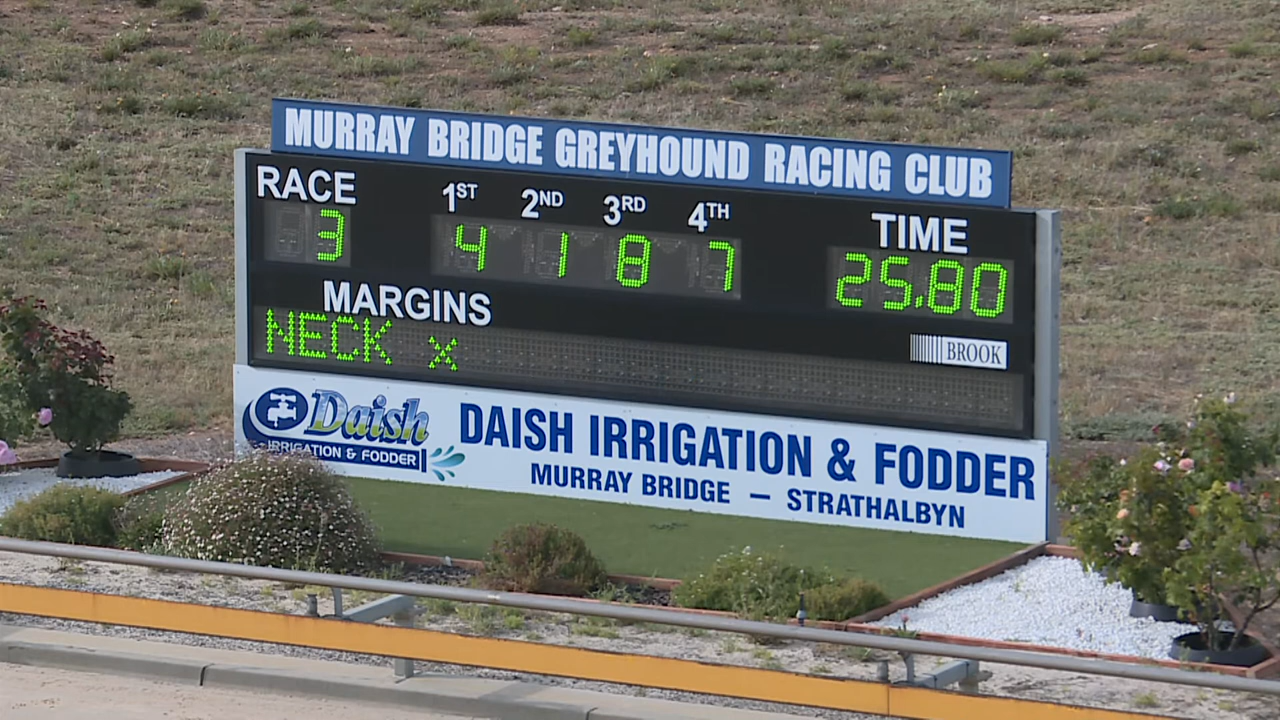 MURRAY BRIDGE GREYHOUND RACING CLUB
RACE 1ST 2ND 3RD 4TH TIME
3 4 1 8 7 25.80
MARGINS
NECK x
BROOK
Daish
IRRIGATION & FODDER
DAISH IRRIGATION & FODDER
MURRAY BRIDGE – STRATHALBYN